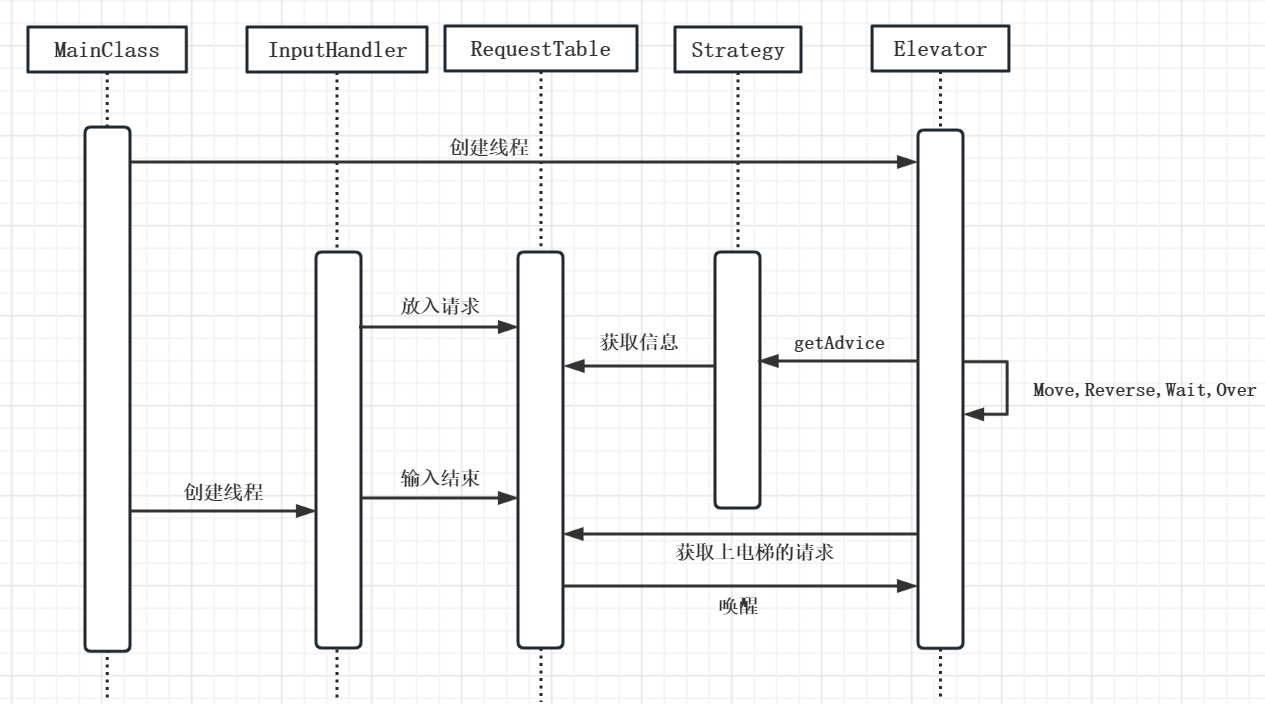 MainClass
InputHandler
RequestTable
Strategy
Elevator
创建线程
放入请求
获取信息
getAdvice
Move,Reverse,Wait,Over
输入结束
创建线程
获取上电梯的请求
唤醒